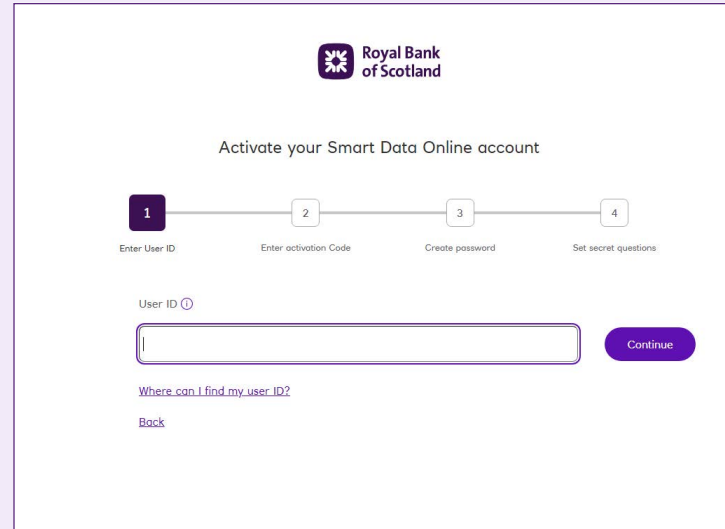 Royal Bank
of Scotland
Activate your Smart Data Online account
1
2
3
4
Enter User ID
Enter activation Code
Create password
Set secret questions
User ID
Continue
Where can I find my user ID?
Back